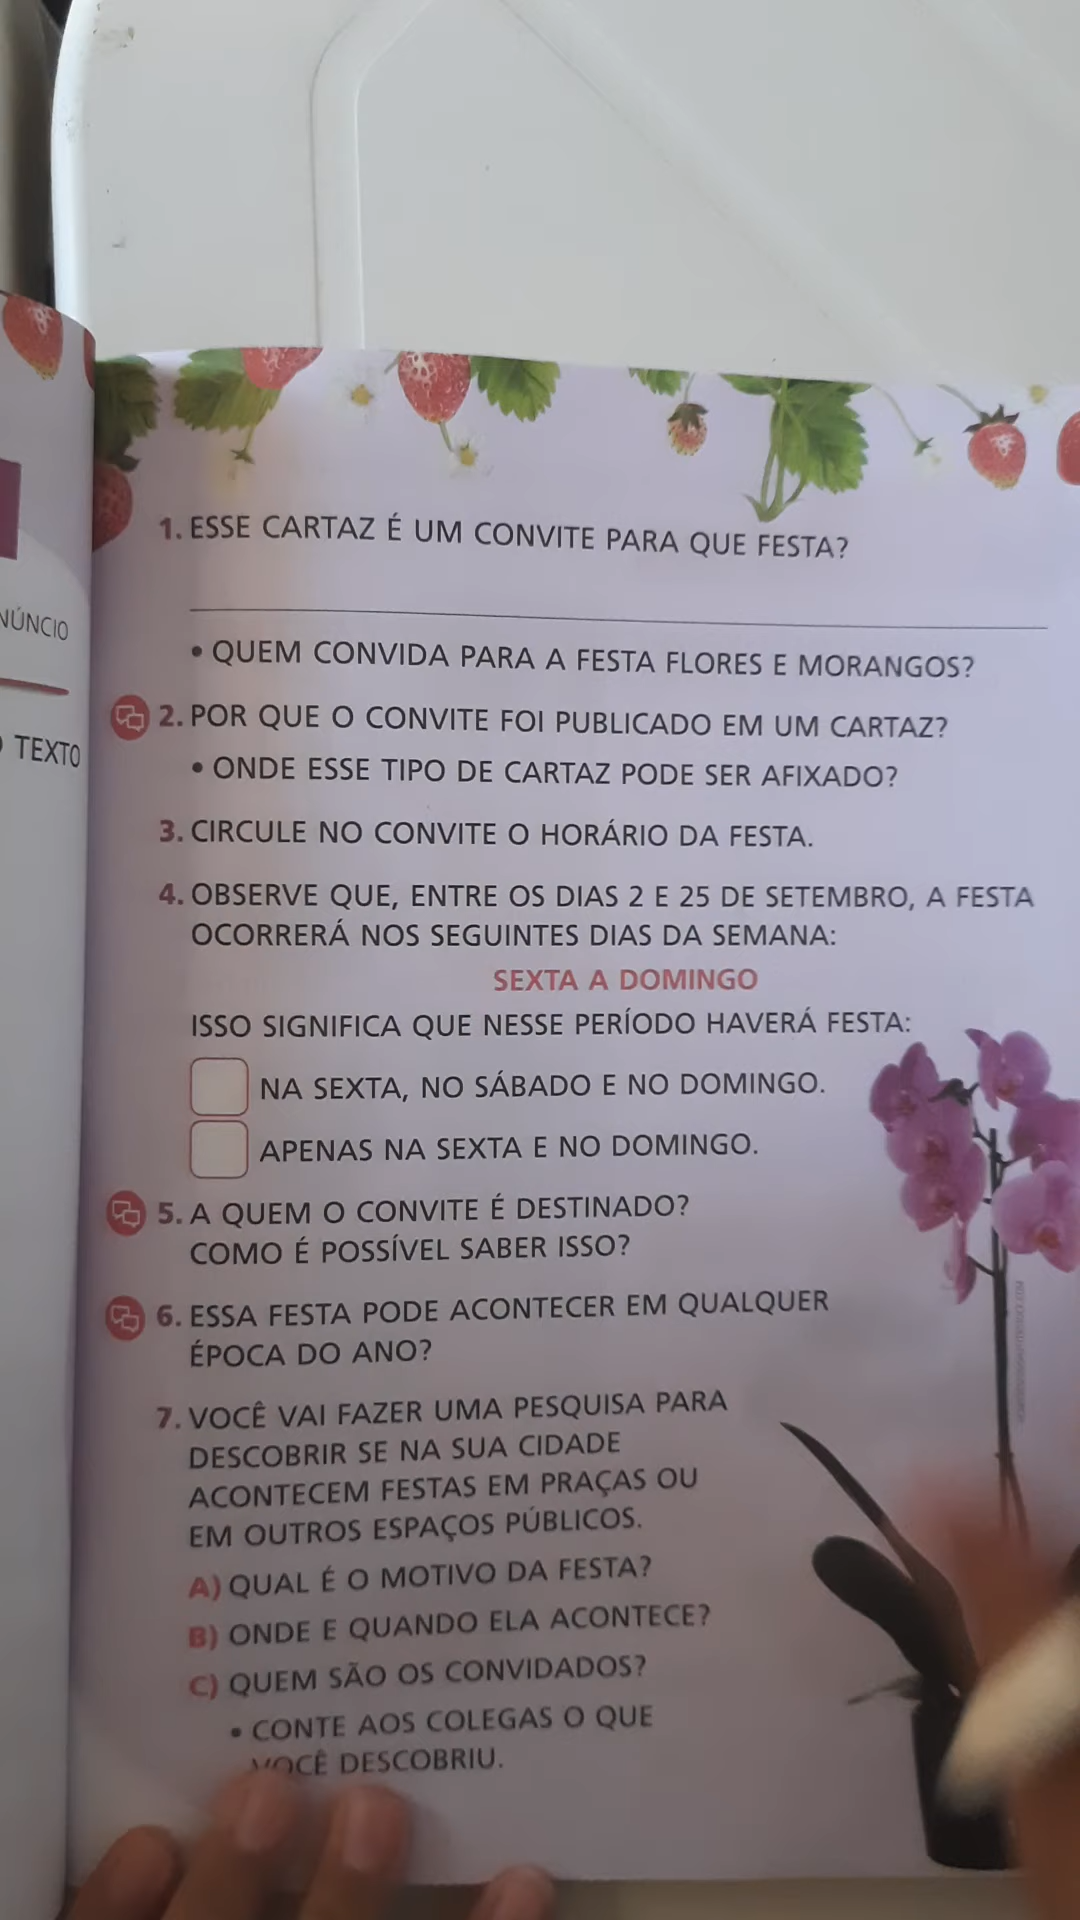 NÚNCIO
TEXTO
1. ESSE CARTAZ É UM CONVITE PARA QUE FESTA?
• QUEM CONVIDA PARA A FESTA FLORES E MORANGOS?
2. POR QUE O CONVITE FOI PUBLICADO EM UM CARTAZ?
• ONDE ESSE TIPO DE CARTAZ PODE SER AFIXADO?
3. CIRCULE NO CONVITE O HORÁRIO DA FESTA.
4. OBSERVE QUE, ENTRE OS DIAS 2 E 25 DE SETEMBRO, A FESTA
OCORRERÁ NOS SEGUINTES DIAS DA SEMANA:
SEXTA A DOMINGO
ISSO SIGNIFICA QUE NESSE PERÍODO HAVERÁ FESTA:
NA SEXTA, NO SÁBADO E NO DOMINGO.
APENAS NA SEXTA E NO DOMINGO.
5. A QUEM O CONVITE É DESTINADO?
COMO É POSSÍVEL SABER ISSO?
6. ESSA FESTA PODE ACONTECER EM QUALQUER
ÉPOCA DO ANO?
7. VOCÊ VAI FAZER UMA PESQUISA PARA
DESCOBRIR SE NA SUA CIDADE
ACONTECEM FESTAS EM PRAÇAS OU
EM OUTROS ESPAÇOS PÚBLICOS.
A) QUAL É O MOTIVO DA FESTA?
B) ONDE E QUANDO ELA ACONTECE?
C) QUEM SÃO OS CONVIDADOS?
• CONTE AOS COLEGAS O QUE
VOCÊ DESCOBRIU.